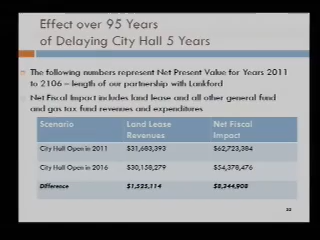 Effect over 95 Years
of Delaying City Hall 5 Years
The following numbers represent Net Present Value for Years 2011
to 2106 – length of our partnership with Lankford
Net Fiscal Impact includes land lease and all other general fund
and gas tax fund revenues and expenditures
Scenario Land Lease Revenues Net Fiscal Impact
City Hall Open in 2011 $31,683,393 $62,723,384
City Hall Open in 2016 $30,158,279 $54,378,476
Difference $1,525,114 $8,344,908